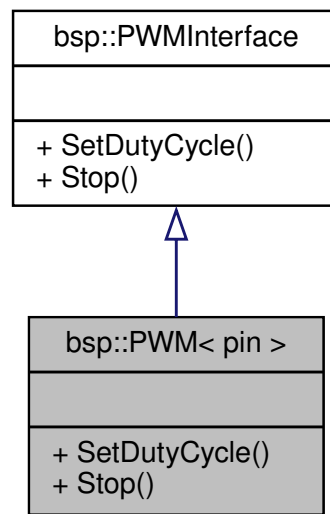 bsp::PWMInterface
+ SetDutyCycle()
+ Stop()
bsp::PWM< pin >
+ SetDutyCycle()
+ Stop()